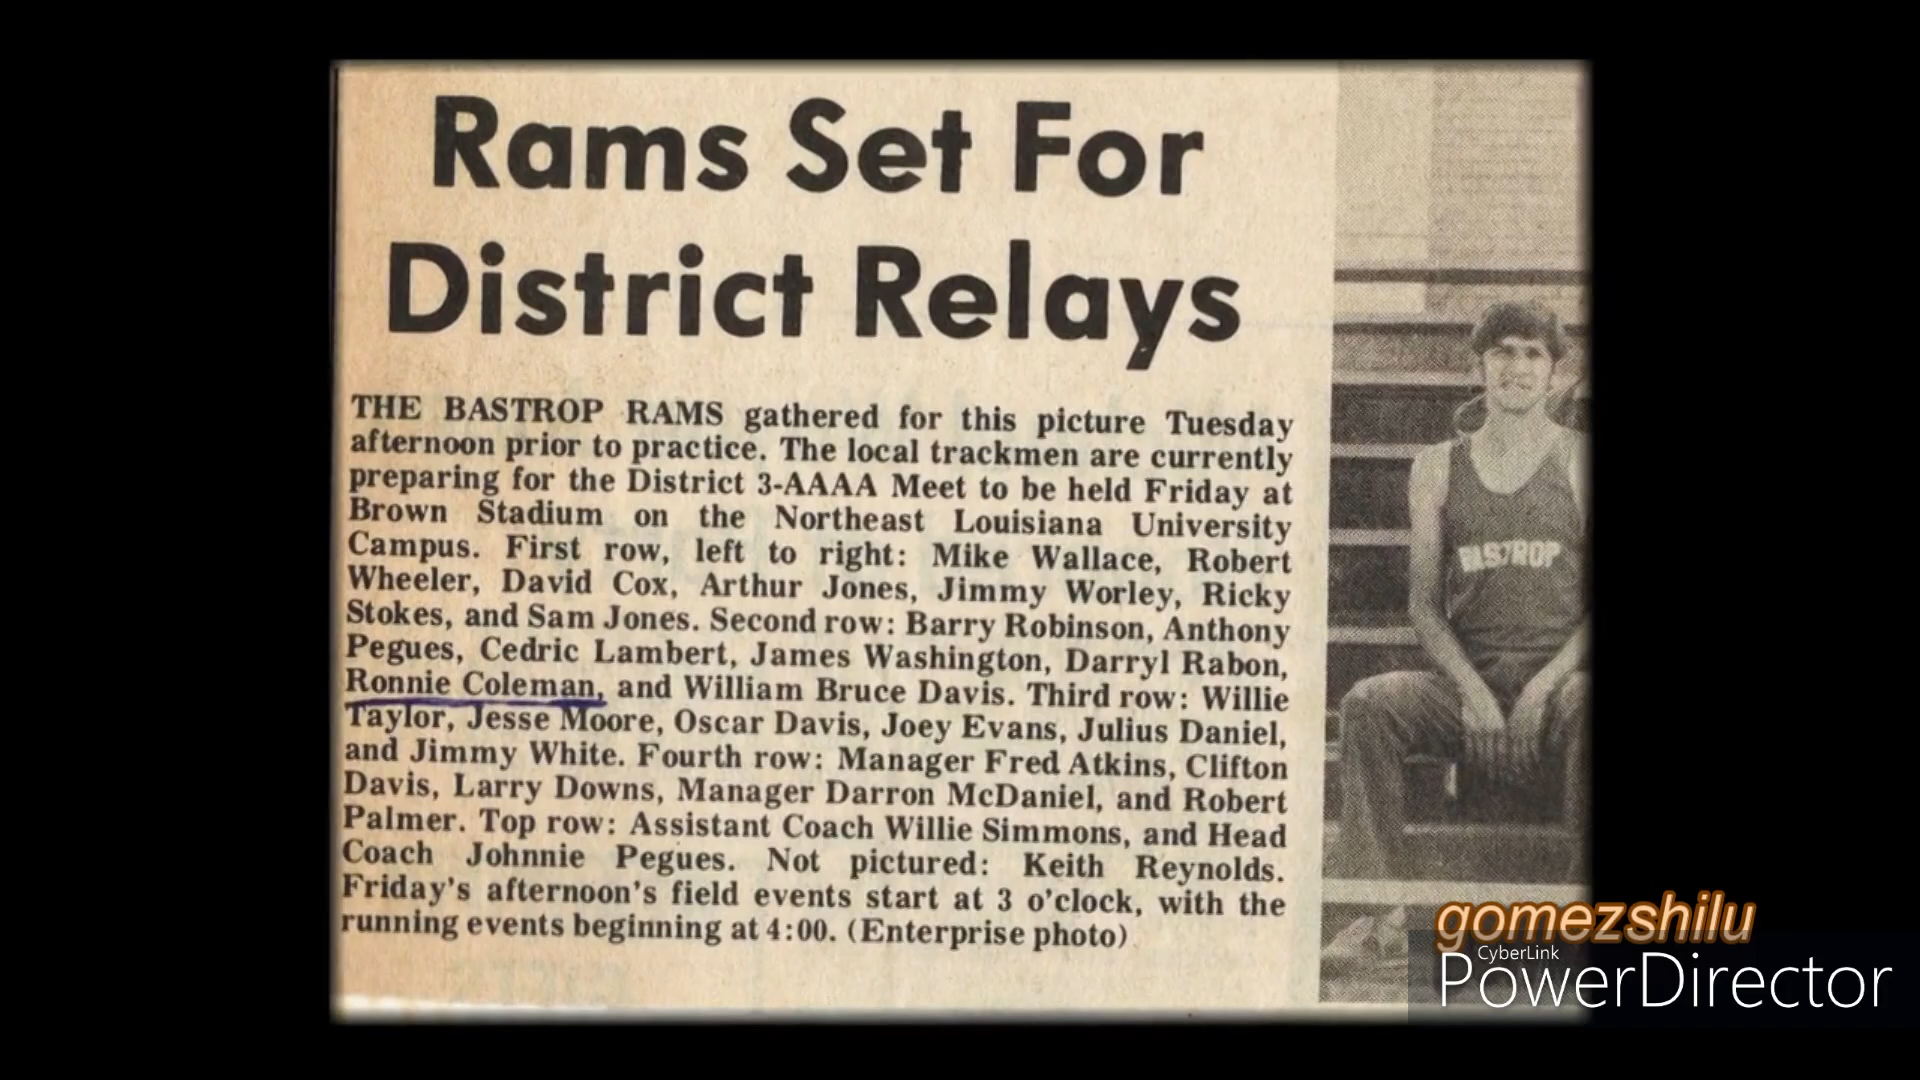 Rams Set For
District Relays
THE BASTROP RAMS gathered for this picture Tuesday
afternoon prior to practice. The local trackmen are currently
preparing for the District 3-AAAA Meet to be held Friday at
Brown Stadium on the Northeast Louisiana University
Campus. First row, left to right: Mike Wallace, Robert
Wheeler, David Cox, Arthur Jones, Jimmy Worley, Ricky
Stokes, and Sam Jones. Second row: Barry Robinson, Anthony
Pegues, Cedric Lambert, James Washington, Darryl Rabon,
Ronnie Coleman, and William Bruce Davis. Third row: Willie
Taylor, Jesse Moore, Oscar Davis, Joey Evans, Julius Daniel,
and Jimmy White. Fourth row: Manager Fred Atkins, Clifton
Davis, Larry Downs, Manager Darron McDaniel, and Robert
Palmer. Top row: Assistant Coach Willie Simmons, and Head
Coach Johnnie Pegues. Not pictured: Keith Reynolds.
Friday's afternoon's field events start at 3 o'clock, with the
running events beginning at 4:00. (Enterprise photo)
BASTROP
gomezshilu
CyberLink
PowerDirector